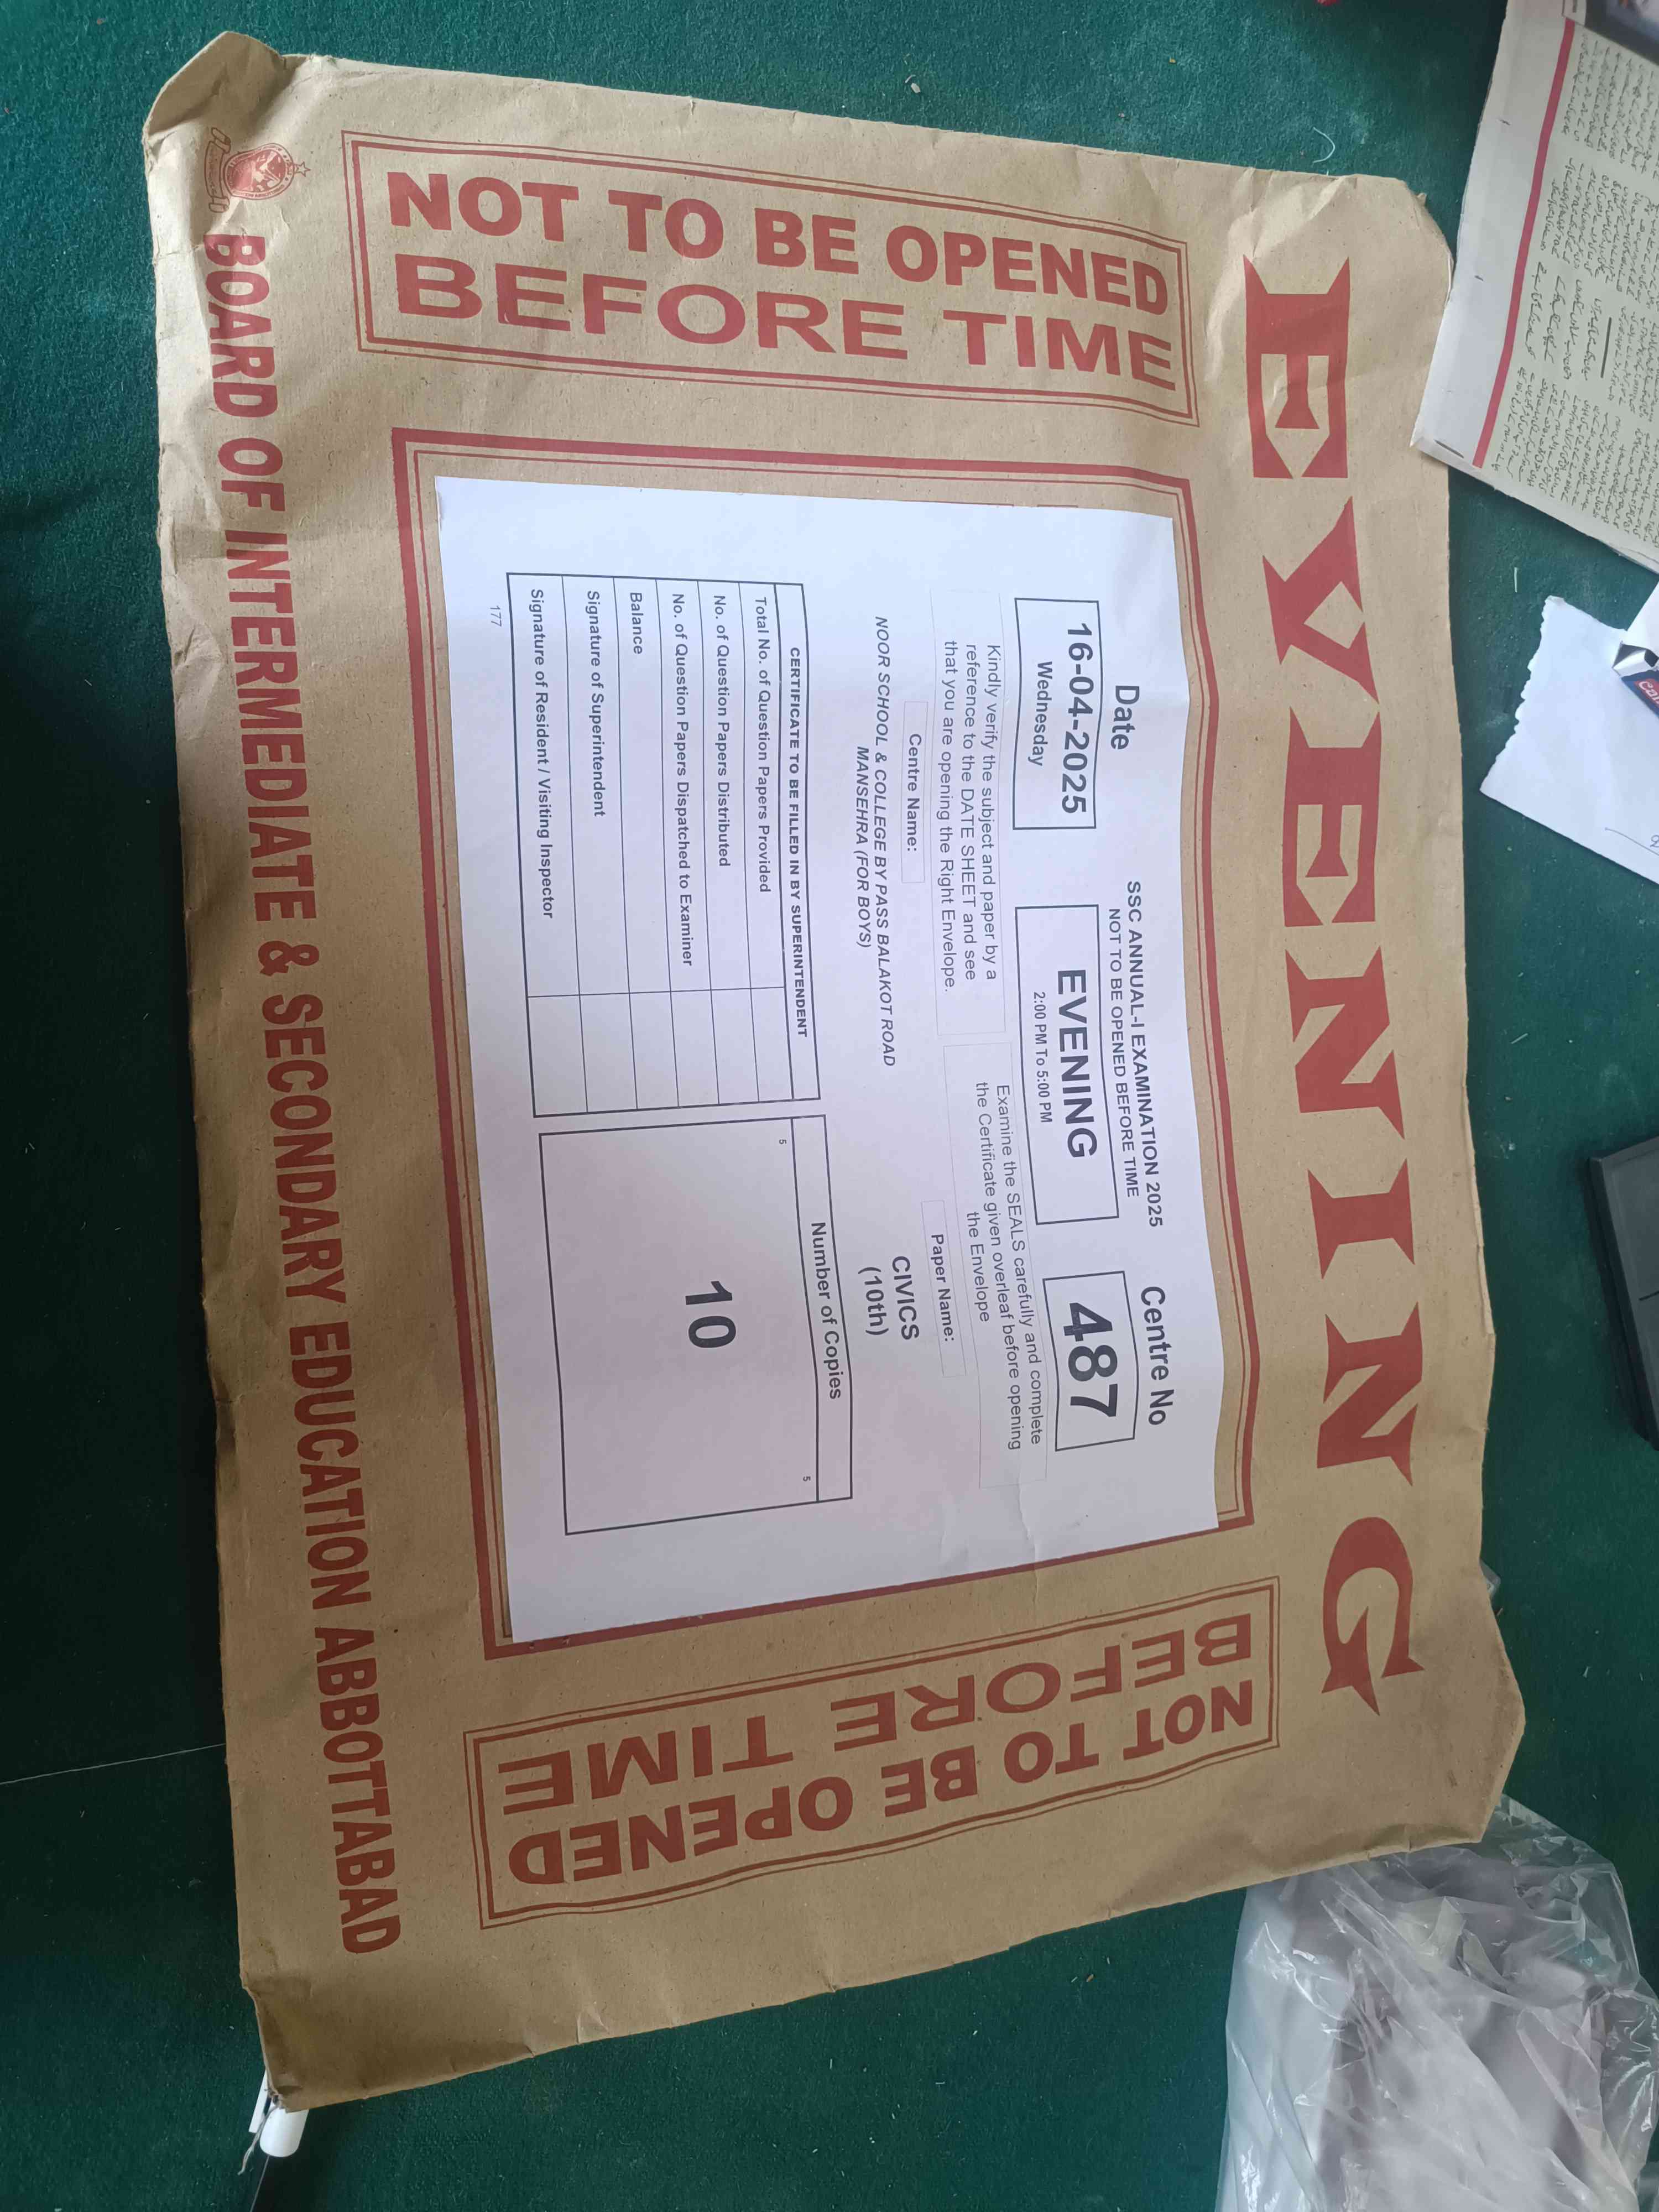 EVENING
NOT TO BE OPENED
BEFORE TIME
Date
SSC ANNUAL-I EXAMINATION 2025
NOT TO BE OPENED BEFORE TIME
Centre No
16-04-2025
Wednesday
EVENING
2:00 PM To 5:00 PM
487
Kindly verify the subject and paper by a
reference to the DATE SHEET and see
that you are opening the Right Envelope.
Examine the SEALS carefully and complete
the Certificate given overleaf before opening
the Envelope
Centre Name:
Paper Name:
NOOR SCHOOL & COLLEGE BY PASS BALAKOT ROAD
MANSEHRA (FOR BOYS)
CIVICS
(10th)
CERTIFICATE TO BE FILLED IN BY SUPERINTENDENT
Total No. of Question Papers Provided
No. of Question Papers Distributed
No. of Question Papers Dispatched to Examiner
Balance
Signature of Superintendent
Signature of Resident / Visiting Inspector
Number of Copies
5
5
10
177
NOT TO BE OPENED
BEFORE TIME
BOARD OF INTERMEDIATE & SECONDARY EDUCATION ABBOTTABAD